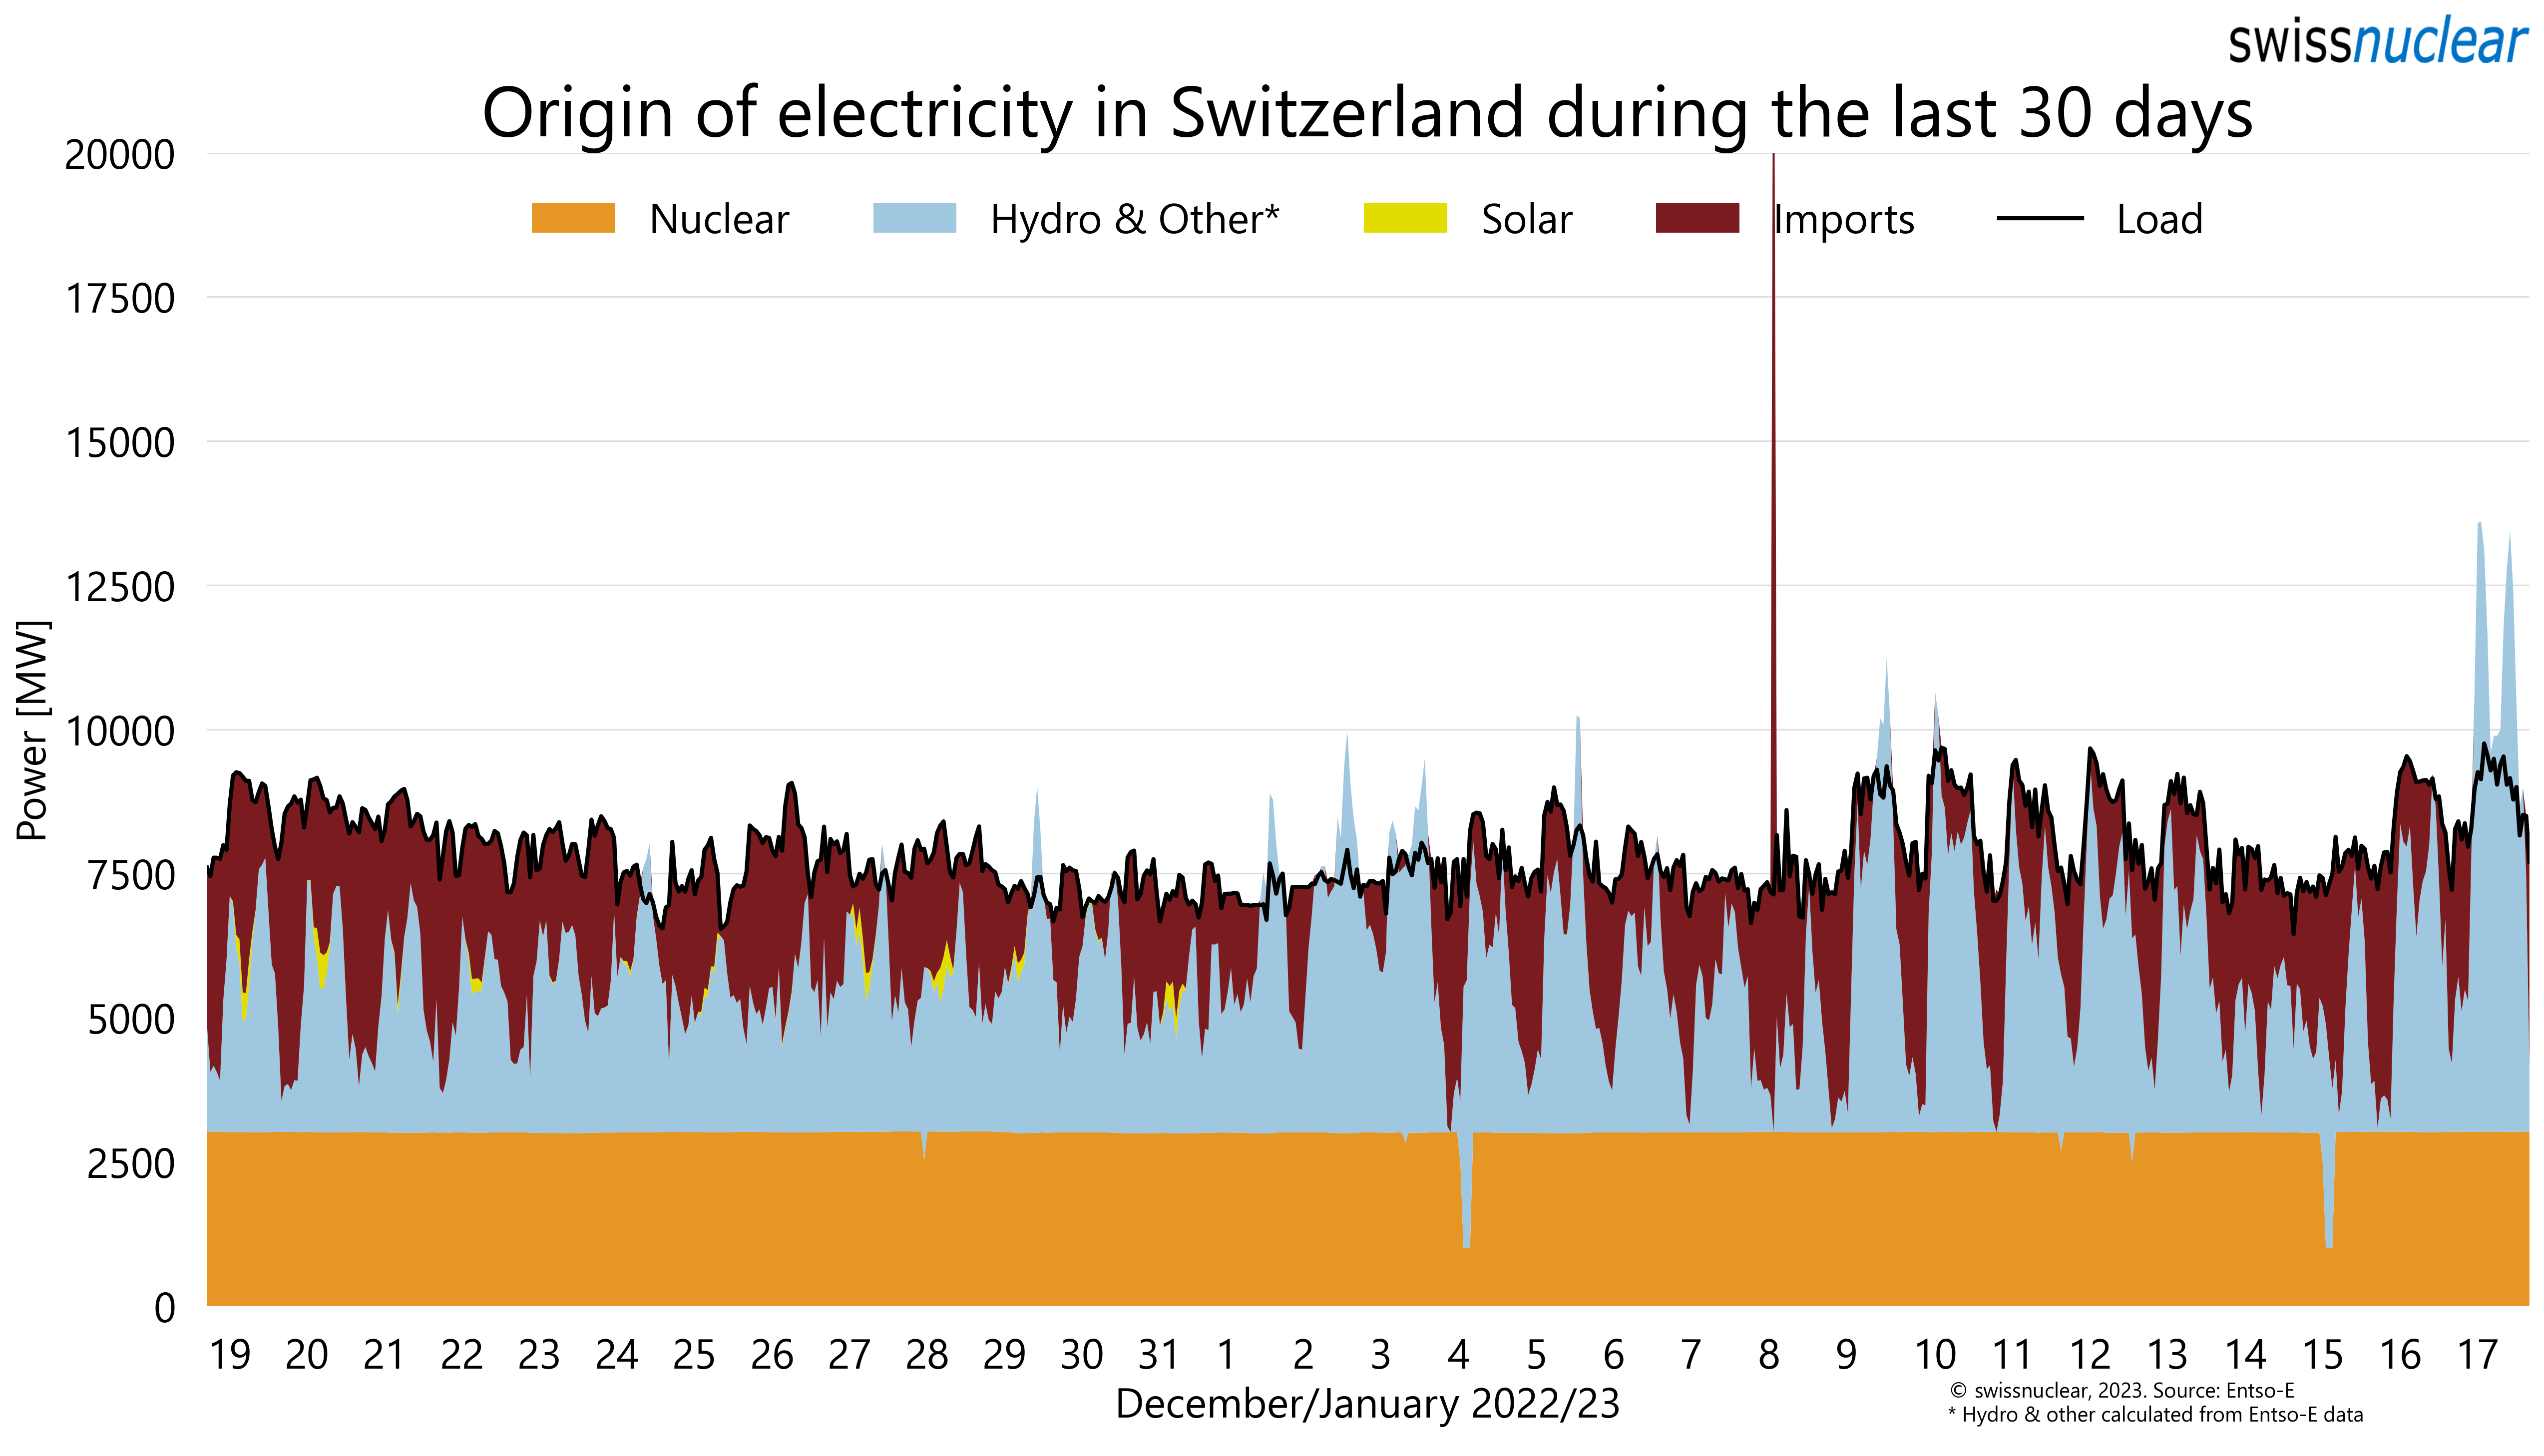 swissnuclear
Origin of electricity in Switzerland during the last 30 days
20000
Nuclear Hydro & Other* Solar Imports Load
17500
15000
12500
10000
7500
5000
2500
0
Power [MW]
19 20 21 22 23 24 25 26 27 28 29 30 31 1 2 3 4 5 6 7 8 9 10 11 12 13 14 15 16 17
December/January 2022/23
© swissnuclear, 2023. Source: Entso-E
* Hydro & other calculated from Entso-E data